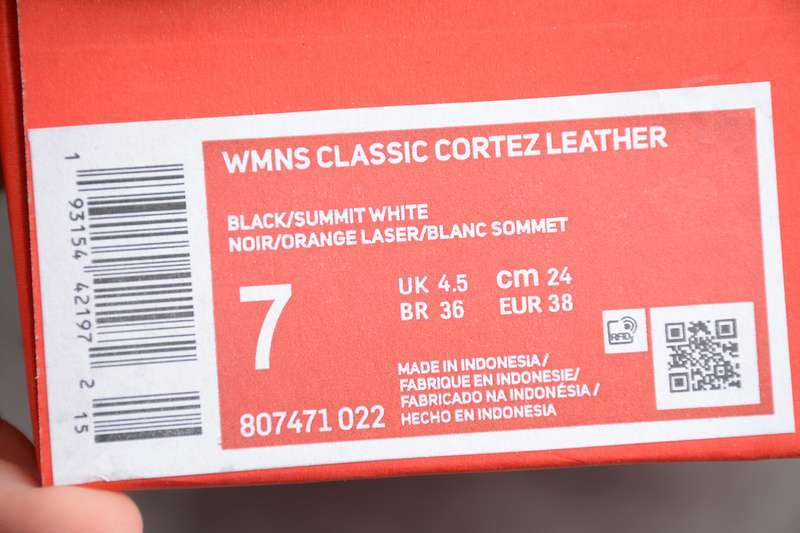 WMNS CLASSIC CORTEZ LEATHER
BLACK/SUMMIT WHITE
NOIR/ORANGE LASER/BLANC SOMMET
7
UK 4.5 cm 24
BR 36 EUR 38
RFID
MADE IN INDONESIA/
FABRIQUE EN INDONESIE/
FABRICADO NA INDONÉSIA/
HECHO EN INDONESIA
807471 022
1 93154 42197 2 15